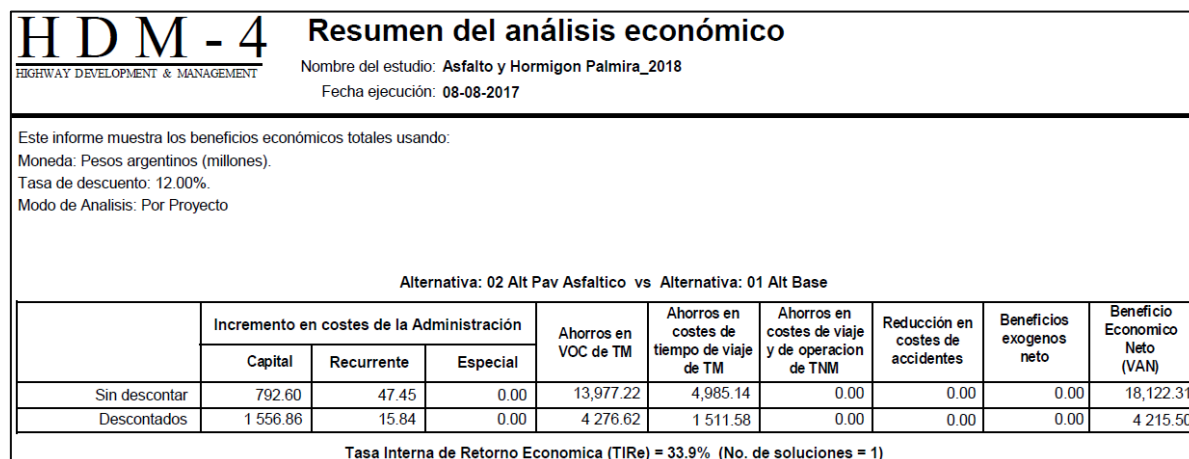 H D M - 4
HIGHWAY DEVELOPMENT & MANAGEMENT
Resumen del análisis económico
Nombre del estudio: Asfalto y Hormigon Palmira_2018
Fecha ejecución: 08-08-2017
Este informe muestra los beneficios económicos totales usando:
Moneda: Pesos argentinos (millones).
Tasa de descuento: 12.00%.
Modo de Analisis: Por Proyecto
Alternativa: 02 Alt Pav Asfaltico vs Alternativa: 01 Alt Base
Incremento en costes de la Administración
Capital Recurrente Especial
Ahorros en
VOC de TM
Ahorros en
costes de
tiempo de viaje
de TM
Ahorros en
costes de viaje
y de operacion
de TNM
Reducción en
costes de
accidentes
Beneficios
exogenos
neto
Beneficio
Economico
Neto
(VAN)
Sin descontar 792.60 47.45 0.00 13,977.22 4,985.14 0.00 0.00 0.00 18,122.31
Descontados 1 556.86 15.84 0.00 4 276.62 1 511.58 0.00 0.00 0.00 4 215.50
Tasa Interna de Retorno Economica (TIRe) = 33.9% (No. de soluciones = 1)